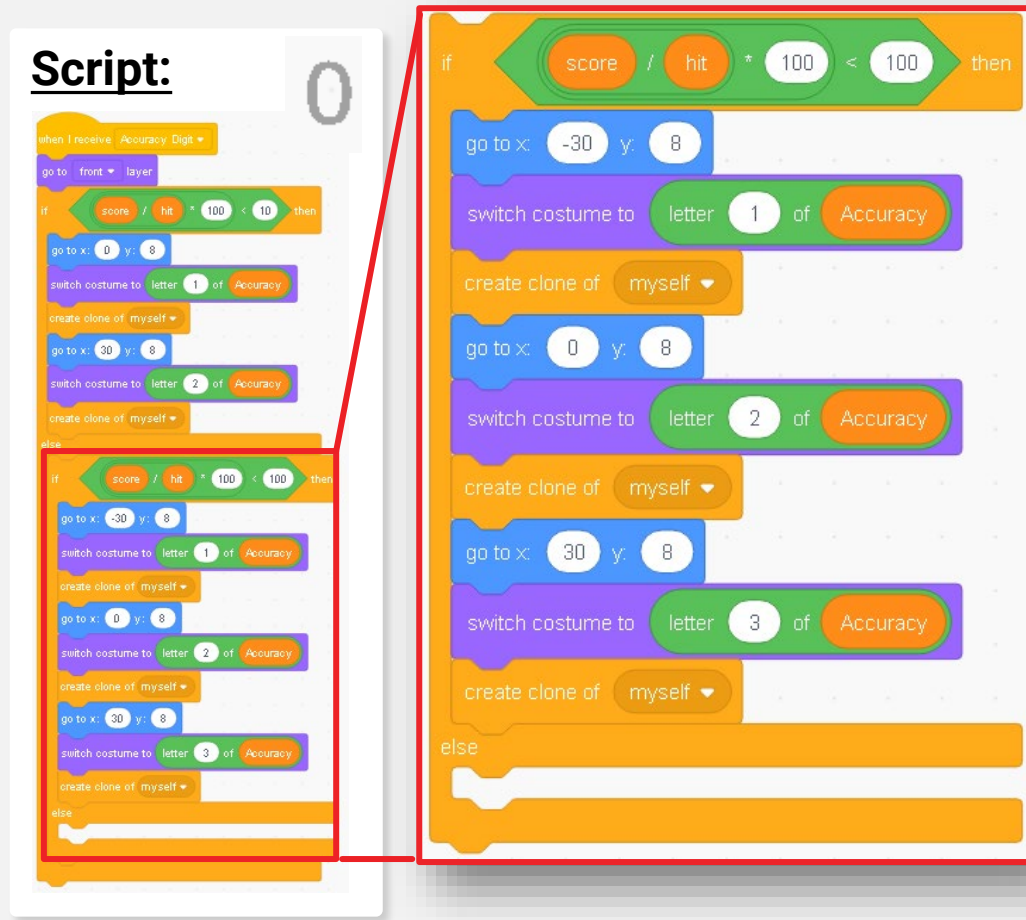 Script:
0
when I receive Accuracy Digit
go to front layer
if score / hit * 100 < 10 then
go to x: 0 y: 8
switch costume to letter 1 of Accuracy
create clone of myself
go to x: 30 y: 8
switch costume to letter 2 of Accuracy
create clone of myself
else
if score / hit * 100 < 100 then
go to x: -30 y: 8
switch costume to letter 1 of Accuracy
create clone of myself
go to x: 0 y: 8
switch costume to letter 2 of Accuracy
create clone of myself
go to x: 30 y: 8
switch costume to letter 3 of Accuracy
create clone of myself
else
if score / hit * 100 < 100 then
go to x: -30 y: 8
switch costume to letter 1 of Accuracy
create clone of myself
go to x: 0 y: 8
switch costume to letter 2 of Accuracy
create clone of myself
go to x: 30 y: 8
switch costume to letter 3 of Accuracy
create clone of myself
else